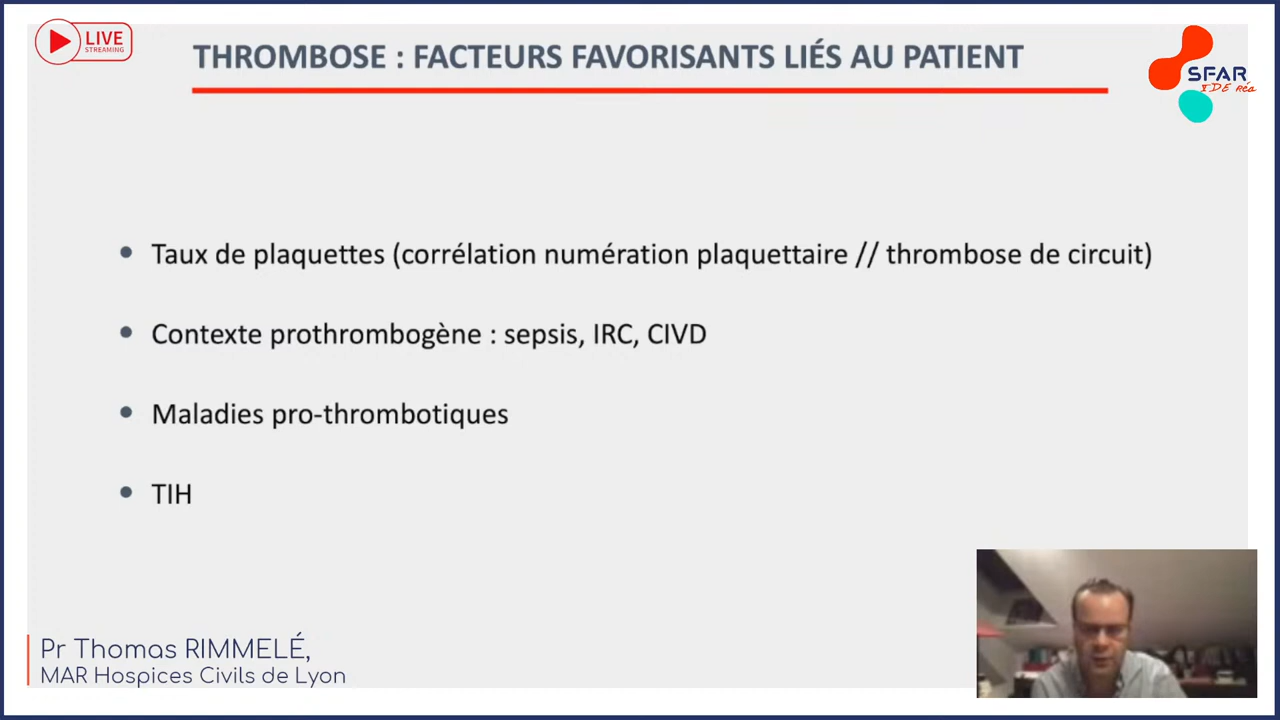 LIVE
STREAMING
THROMBOSE : FACTEURS FAVORISANTS LIÉS AU PATIENT
SFAR
IDE Réa
• Taux de plaquettes (corrélation numération plaquettaire // thrombose de circuit)
• Contexte prothrombogène : sepsis, IRC, CIVD
• Maladies pro-thrombotiques
• TIH
Pr Thomas RIMMELÉ,
MAR Hospices Civils de Lyon